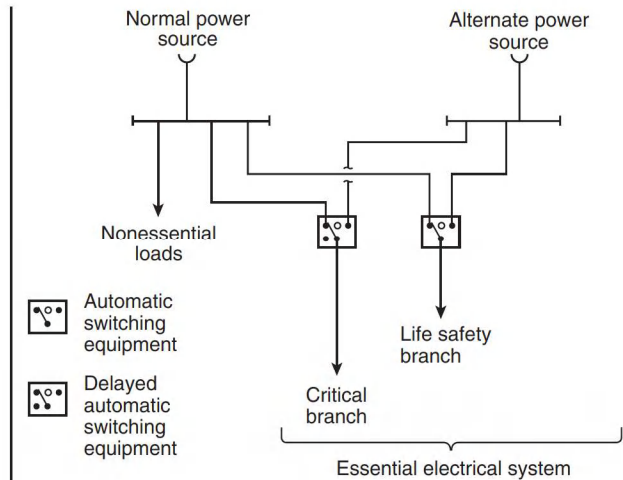 Normal power
source
Alternate power
source
Nonessential
loads
Automatic
switching
equipment
Delayed
automatic
switching
equipment
Life safety
branch
Critical
branch
Essential electrical system